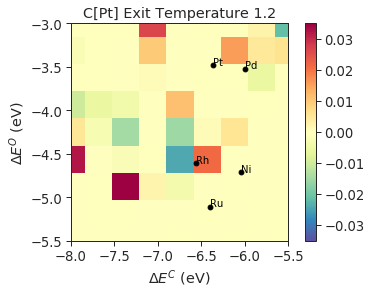 C[Pt] Exit Temperature 1.2
−3.0
−3.5
−4.0
−4.5
−5.0
−5.5
ΔE^O (eV)
Pt
Pd
Rh
Ni
Ru
−8.0 −7.5 −7.0 −6.5 −6.0 −5.5
ΔE^C (eV)
0.03
0.02
0.01
0.00
−0.01
−0.02
−0.03